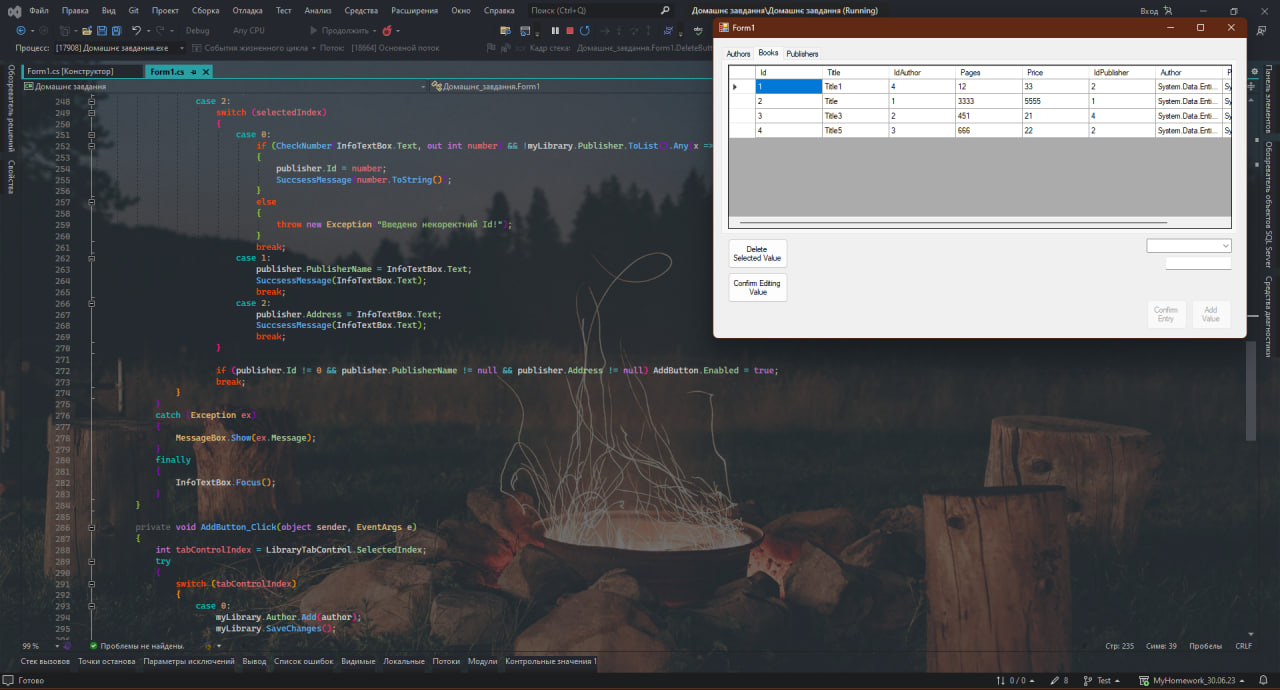 Файл Правка Вид Git Проект Сборка Отладка Тест Анализ Средства Расширения Окно Справка Поиск (Ctrl+Q) Домашнє завдання\Домашнє завдання (Running) Вход
Debug Any CPU Продолжить
Процесс: [17908] Домашнє завдання.exe События жизненного цикла Поток: [18664] Основной поток Кадр стека: Домашнє_завдання.Form1.DeleteButt
Form1.cs [Конструктор] Form1.cs
Домашнє завдання Домашнє_завдання.Form1
Обозреватель решений
Свойства
248 case 2:
249 switch (selectedIndex)
250 {
251 case 0:
252 if (CheckNumber(InfoTextBox.Text, out int number) && !myLibrary.Publisher.ToList().Any(x =>
253 {
254 publisher.Id = number;
255 SuccsessMessage(number.ToString());
256 }
257 else
258 {
259 throw new Exception("Введено некоректний Id!");
260 }
261 break;
262 case 1:
263 publisher.PublisherName = InfoTextBox.Text;
264 SuccsessMessage(InfoTextBox.Text);
265 break;
266 case 2:
267 publisher.Address = InfoTextBox.Text;
268 SuccsessMessage(InfoTextBox.Text);
269 break;
270 }
271
272 if (publisher.Id != 0 && publisher.PublisherName != null && publisher.Address != null) AddButton.Enabled = true;
273 break;
274 }
275 }
276 catch (Exception ex)
277 {
278 MessageBox.Show(ex.Message);
279 }
280 finally
281 {
282 InfoTextBox.Focus();
283 }
284 }
285
286 private void AddButton_Click(object sender, EventArgs e)
287 {
288 int tabControlIndex = LibraryTabControl.SelectedIndex;
289 try
290 {
291 switch (tabControlIndex)
292 {
293 case 0:
294 myLibrary.Author.Add(author);
295 myLibrary.SaveChanges();
Form1
Authors Books Publishers
Id Title IdAuthor Pages Price IdPublisher Author P
1 Title1 4 12 33 2 System.Data.Enti... Sy
2 Title 1 3333 5555 1 System.Data.Enti... Sy
3 Title3 2 451 21 4 System.Data.Enti... Sy
4 Title5 3 666 22 2 System.Data.Enti... Sy
Delete
Selected Value
Confirm Editing
Value
Confirm
Entry
Add
Value
Панель элементов
Обозреватель объектов SQL Server
Средства диагностики
99 % Проблемы не найдены. Стр: 235 Симв: 39 Пробелы CRLF
Стек вызовов Точки останова Параметры исключений Вывод Список ошибок Видимые Локальные Потоки Модули Контрольные значения 1
Готово 0 / 0 8 Test MyHomework_30.06.23